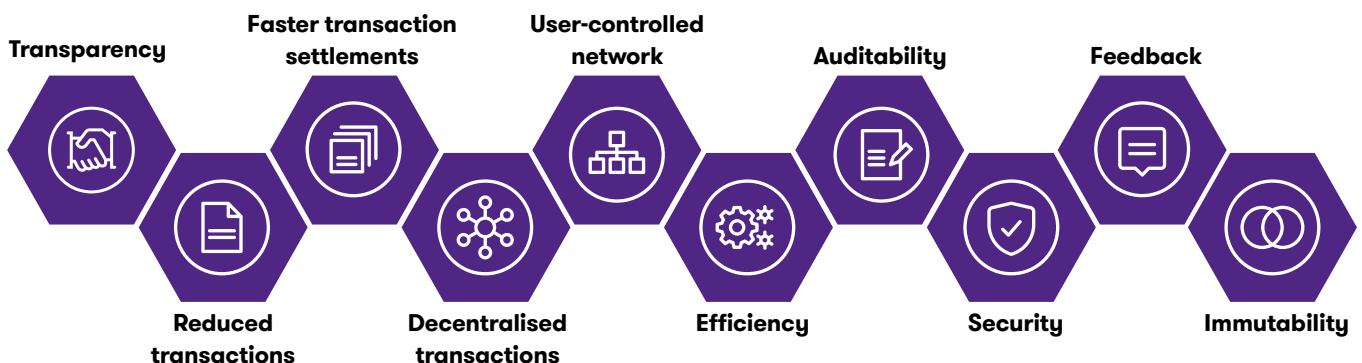 Transparency
Faster transaction
settlements
User-controlled
network
Auditability
Feedback
Reduced
transactions
Decentralised
transactions
Efficiency
Security
Immutability